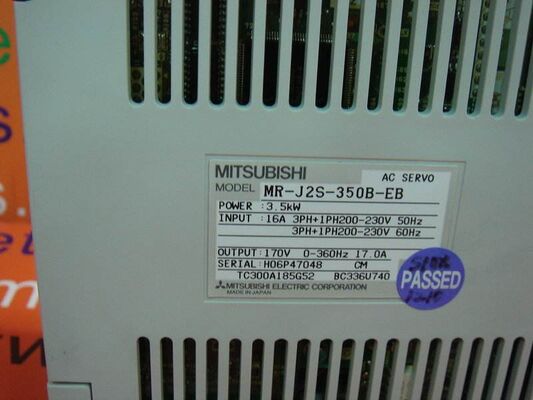 MITSUBISHI
AC SERVO
MODEL MR-J2S-350B-EB
POWER :3.5kW
INPUT :16A 3PH+1PH200-230V 50Hz
3PH+1PH200-230V 60Hz
OUTPUT:170V 0-360Hz 17.0A
SERIAL:H06P47048 CM
TC300A185G52 BC336U740
MITSUBISHI ELECTRIC CORPORATION
MADE IN JAPAN
PASSED